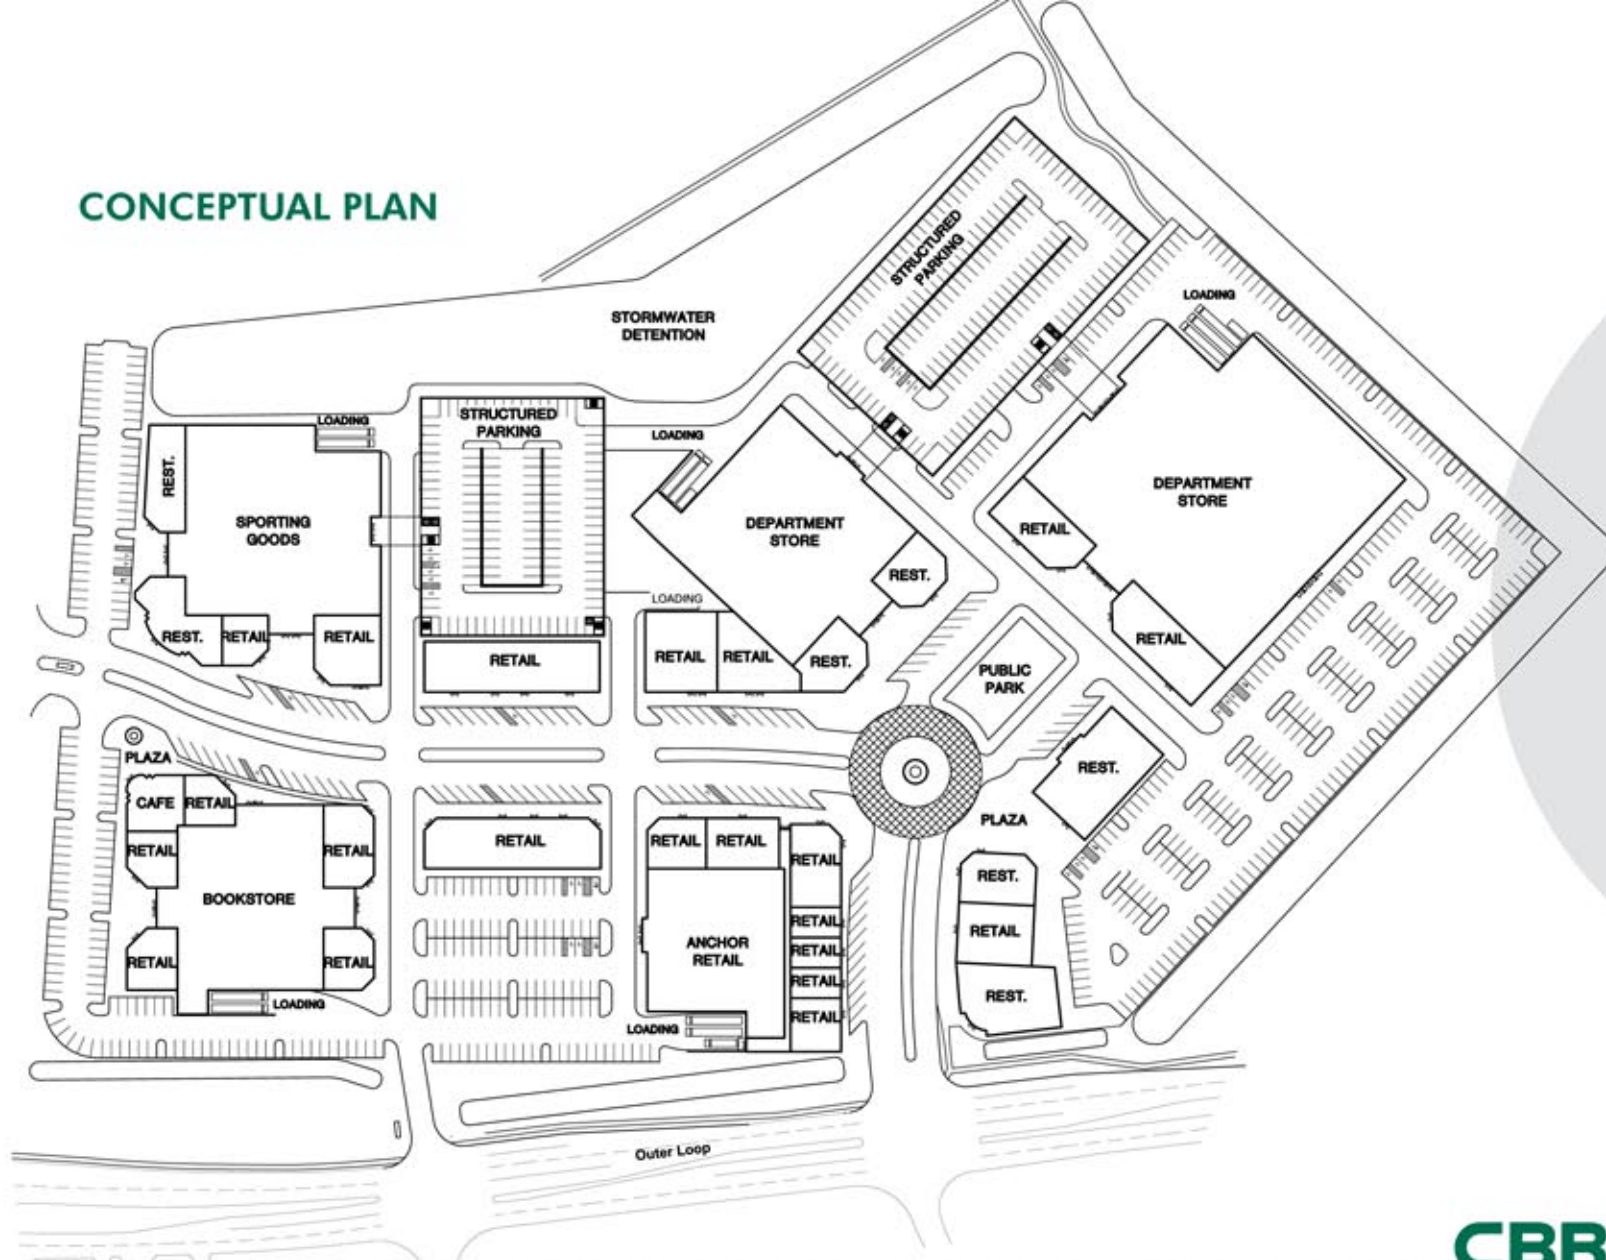 CONCEPTUAL PLAN
STRUCTURED
PARKING
LOADING
STORMWATER
DETENTION
LOADING
STRUCTURED
PARKING
LOADING
REST.
SPORTING
GOODS
DEPARTMENT
STORE
DEPARTMENT
STORE
RETAIL
REST.
LOADING
REST.
RETAIL
RETAIL
RETAIL
RETAIL
RETAIL
REST.
RETAIL
PUBLIC
PARK
PLAZA
REST.
CAFE
RETAIL
PLAZA
RETAIL
RETAIL
RETAIL
RETAIL
RETAIL
RETAIL
REST.
BOOKSTORE
RETAIL
RETAIL
ANCHOR
RETAIL
RETAIL
RETAIL
RETAIL
RETAIL
REST.
LOADING
RETAIL
LOADING
Outer Loop